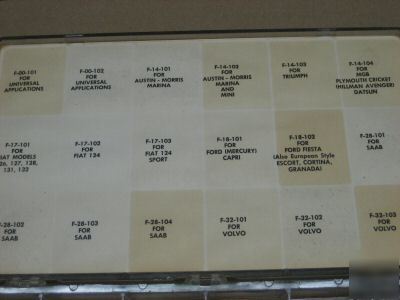 F-00-101
FOR
UNIVERSAL
APPLICATIONS
F-00-102
FOR
UNIVERSAL
APPLICATIONS
F-14-101
FOR
AUSTIN - MORRIS
MARINA
F-14-102
FOR
AUSTIN - MORRIS
MARINA
AND
MINI
F-14-103
FOR
TRIUMPH
F-14-104
FOR
MGB
PLYMOUTH CRICKET
(HILLMAN AVENGER)
DATSUN
F-17-101
FOR
FIAT MODELS
126, 127, 128,
131, 132
F-17-102
FOR
FIAT 124
F-17-103
FOR
FIAT 124
SPORT
F-18-101
FOR
FORD (MERCURY)
CAPRI
F-18-102
FOR
FORD FIESTA
(Also European Style
ESCORT, CORTINA,
GRANADA)
F-28-101
FOR
SAAB
F-28-102
FOR
SAAB
F-28-103
FOR
SAAB
F-28-104
FOR
SAAB
F-32-101
FOR
VOLVO
F-32-102
FOR
VOLVO
F-32-103
FOR
VOLVO